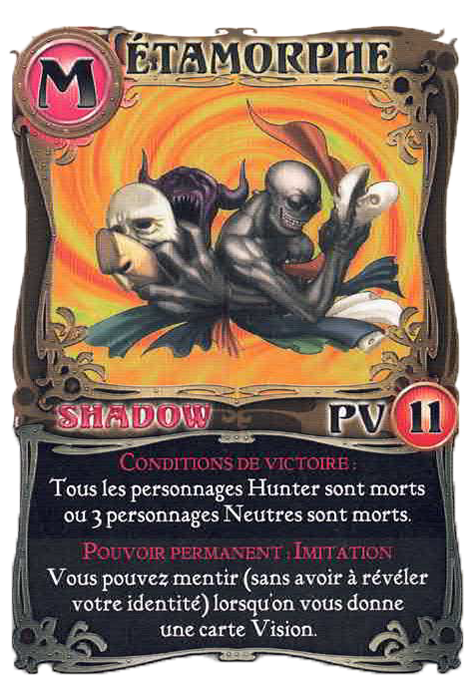 MÉTAMORPHE
SHADOW PV 11
CONDITIONS DE VICTOIRE :
Tous les personnages Hunter sont morts
ou 3 personnages Neutres sont morts.
POUVOIR PERMANENT : IMITATION
Vous pouvez mentir (sans avoir à révéler
votre identité) lorsqu'on vous donne
une carte Vision.